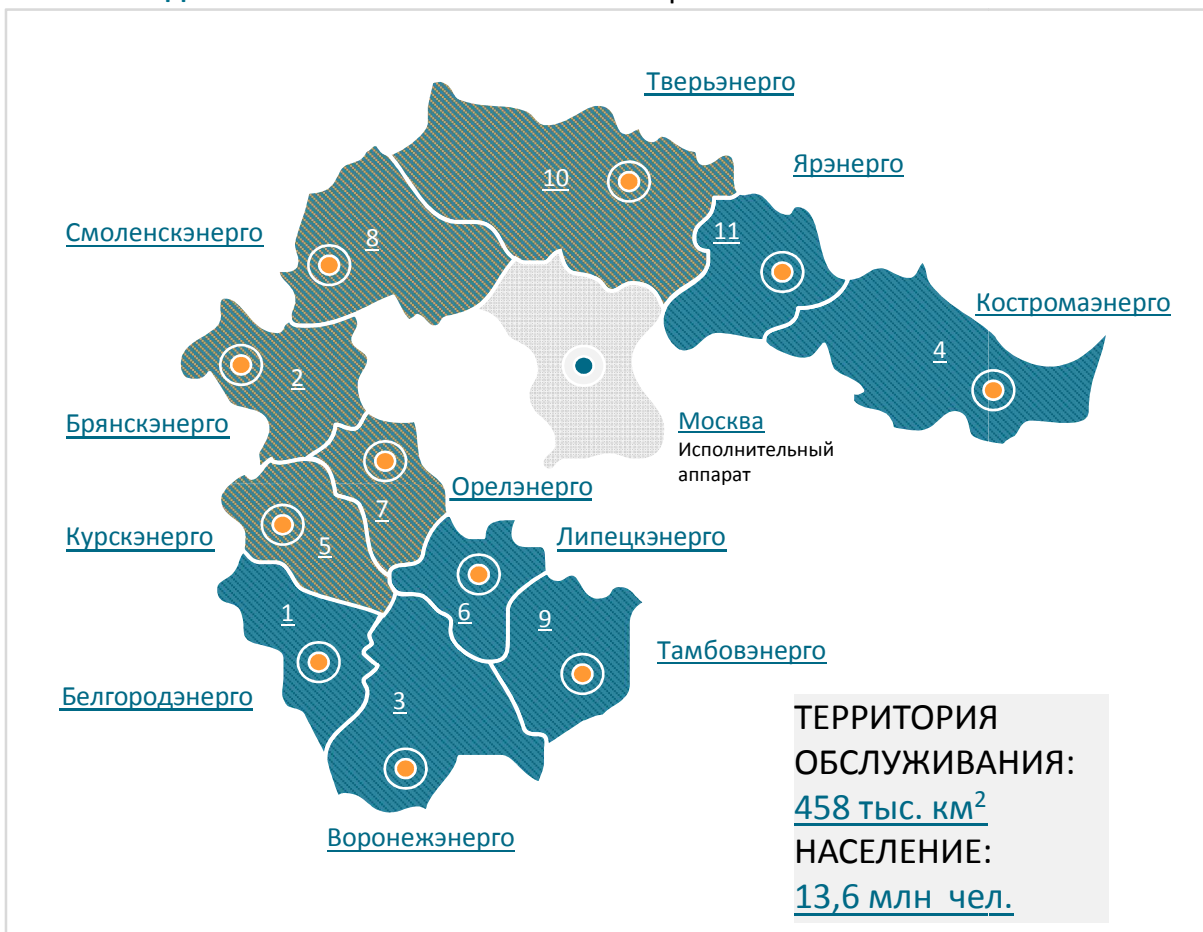 Тверьэнерго
Ярэнерго
10
11
Смоленскэнерго
8
Костромаэнерго
4
2
Брянскэнерго
Москва
Исполнительный
аппарат
Орелэнерго
7
Курскэнерго
5
Липецкэнерго
1
6
9
Тамбовэнерго
Белгородэнерго
3
ТЕРРИТОРИЯ
ОБСЛУЖИВАНИЯ:
458 тыс. км²
НАСЕЛЕНИЕ:
13,6 млн чел.
Воронежэнерго